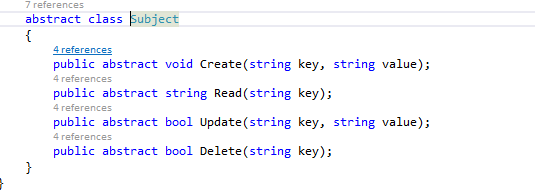 7 references
abstract class Subject
{
4 references
public abstract void Create(string key, string value);
4 references
public abstract string Read(string key);
4 references
public abstract bool Update(string key, string value);
4 references
public abstract bool Delete(string key);
}
}